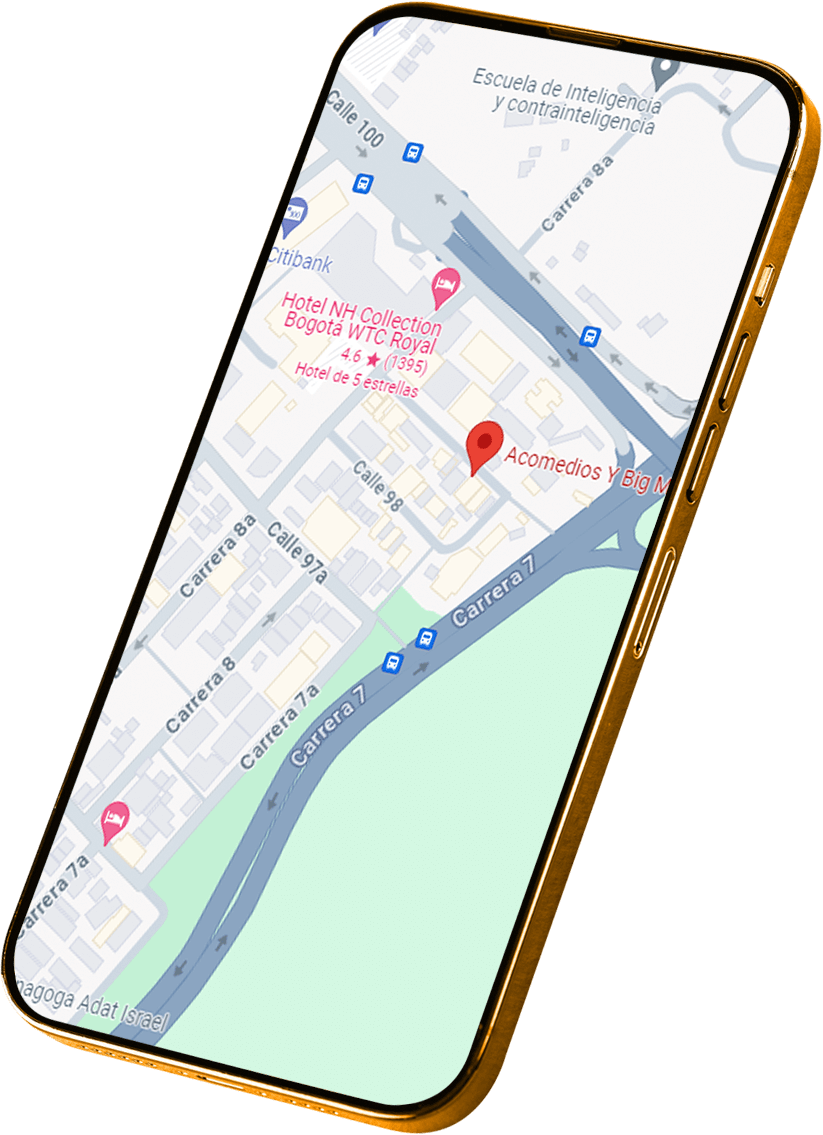 Escuela de Inteligencia
y contrainteligencia
Calle 100
Carrera 8a
Citibank
Hotel NH Collection
Bogotá WTC Royal
4.6 ★ (1395)
Hotel de 5 estrellas
Acomedios Y Big M
Calle 98
Carrera 8a
Calle 97a
Carrera 7
Carrera 8
Carrera 7a
Carrera 7
Carrera 7a
nagoga Adat Israel